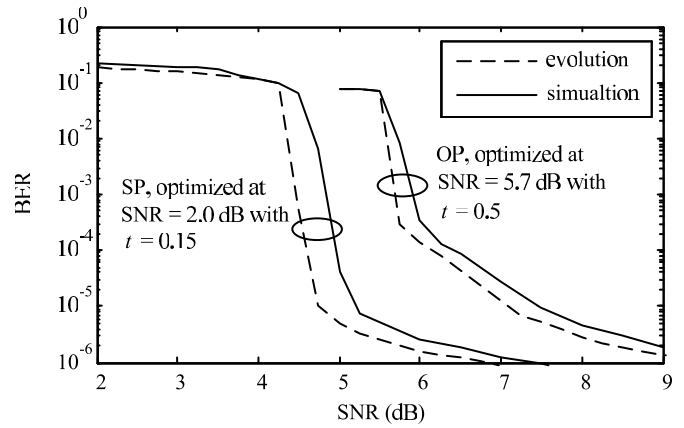 10^0
10^-1
10^-2
10^-3
10^-4
10^-5
10^-6
BER
evolution
simualtion
SP, optimized at
SNR = 2.0 dB with
t = 0.15
OP, optimized at
SNR = 5.7 dB with
t = 0.5
2 3 4 5 6 7 8 9
SNR (dB)